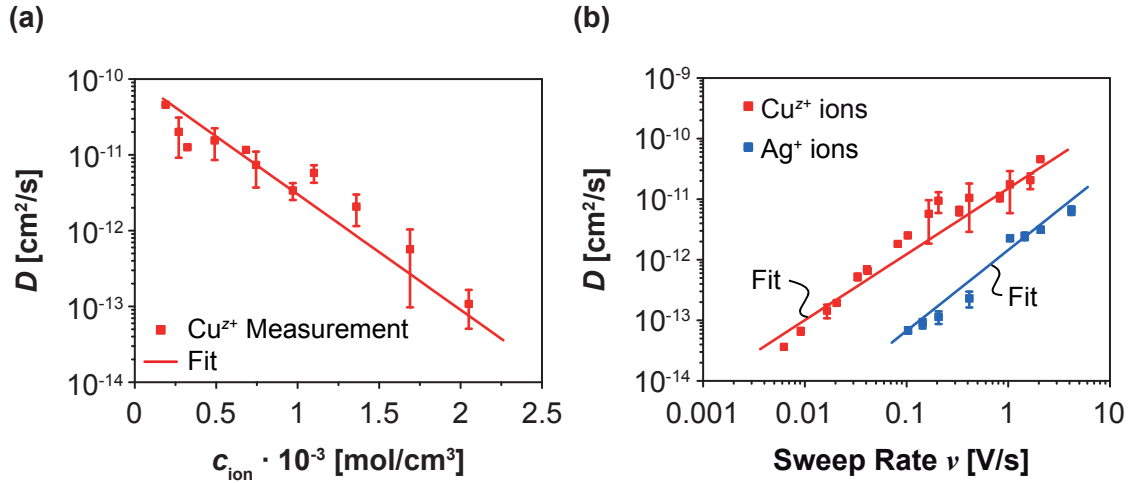 (a)
(b)
D [cm²/s]
10⁻¹⁰
10⁻¹¹
10⁻¹²
10⁻¹³
10⁻¹⁴
Cuᶻ⁺ Measurement
Fit
0 0.5 1 1.5 2 2.5
c_ion · 10⁻³ [mol/cm³]
D [cm²/s]
10⁻⁹
10⁻¹⁰
10⁻¹¹
10⁻¹²
10⁻¹³
10⁻¹⁴
Cuᶻ⁺ ions
Ag⁺ ions
Fit
Fit
0.001 0.01 0.1 1 10
Sweep Rate ν [V/s]